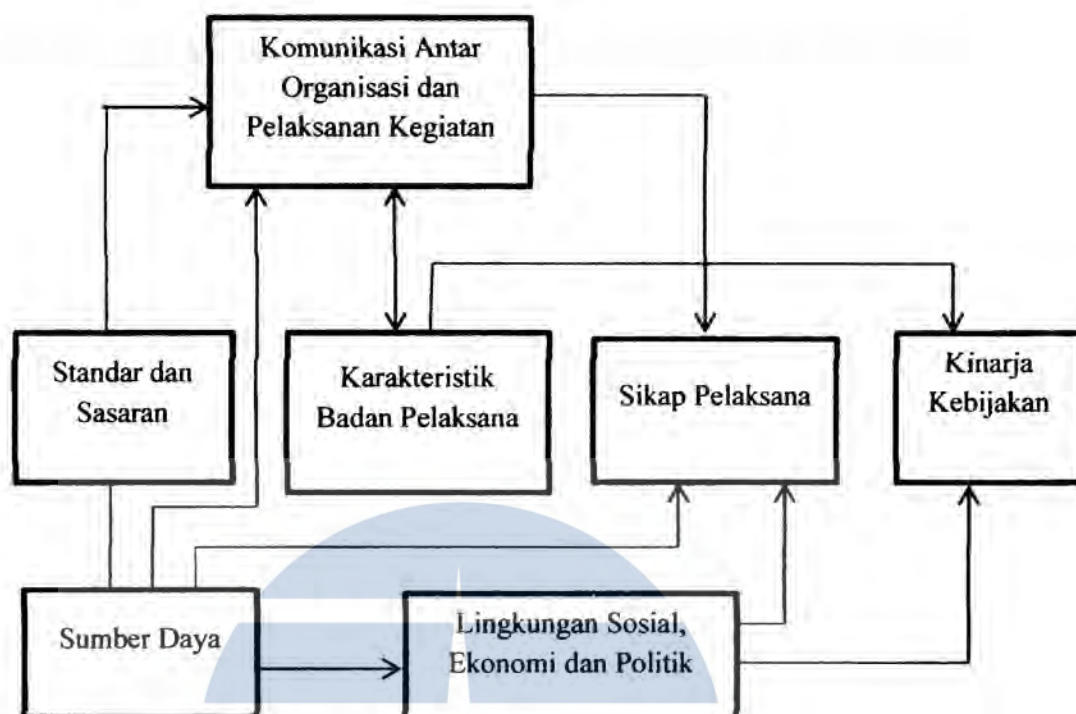 Komunikasi Antar
Organisasi dan
Pelaksanan Kegiatan
Standar dan
Sasaran
Karakteristik
Badan Pelaksana
Sikap Pelaksana
Kinarja
Kebijakan
Sumber Daya
Lingkungan Sosial,
Ekonomi dan Politik